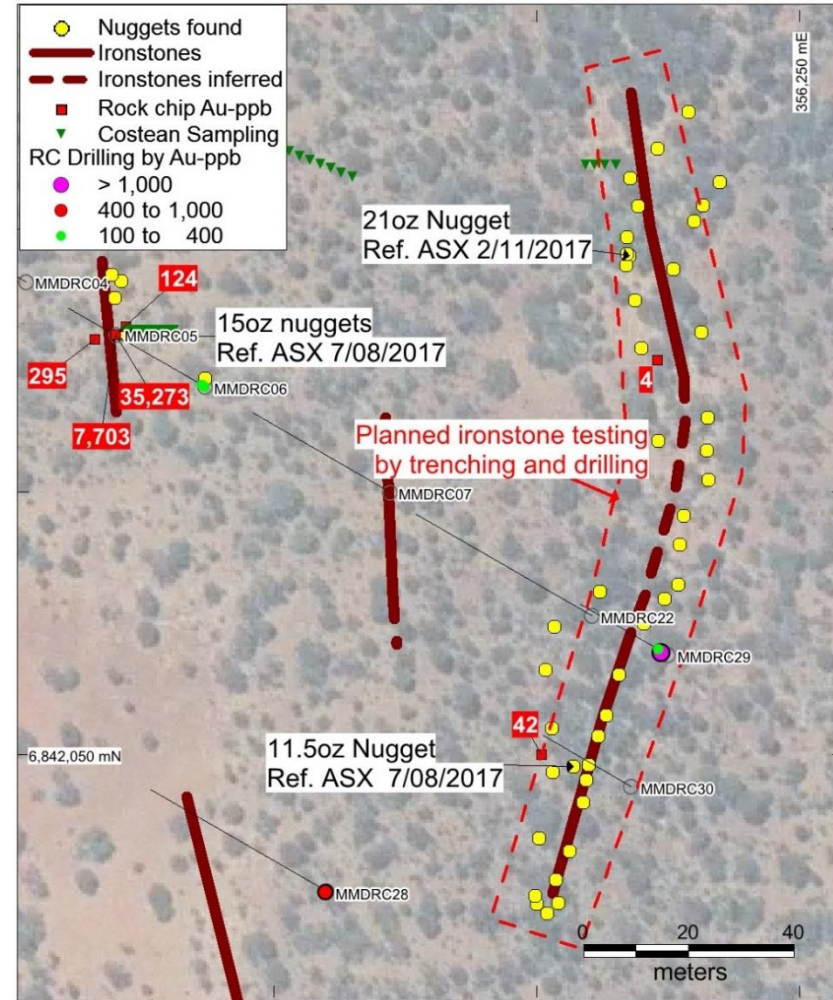 Nuggets found
Ironstones
Ironstones inferred
Rock chip Au-ppb
Costean Sampling
RC Drilling by Au-ppb
> 1,000
400 to 1,000
100 to 400
356,250 mE
21oz Nugget
Ref. ASX 2/11/2017
MMDRC04
124
MMDRC05
15oz nuggets
Ref. ASX 7/08/2017
295
35,273
MMDRC06
7,703
4
Planned ironstone testing
by trenching and drilling
MMDRC07
MMDRC22
MMDRC29
42
11.5oz Nugget
Ref. ASX 7/08/2017
6,842,050 mN
MMDRC30
MMDRC28
0 20 40
meters